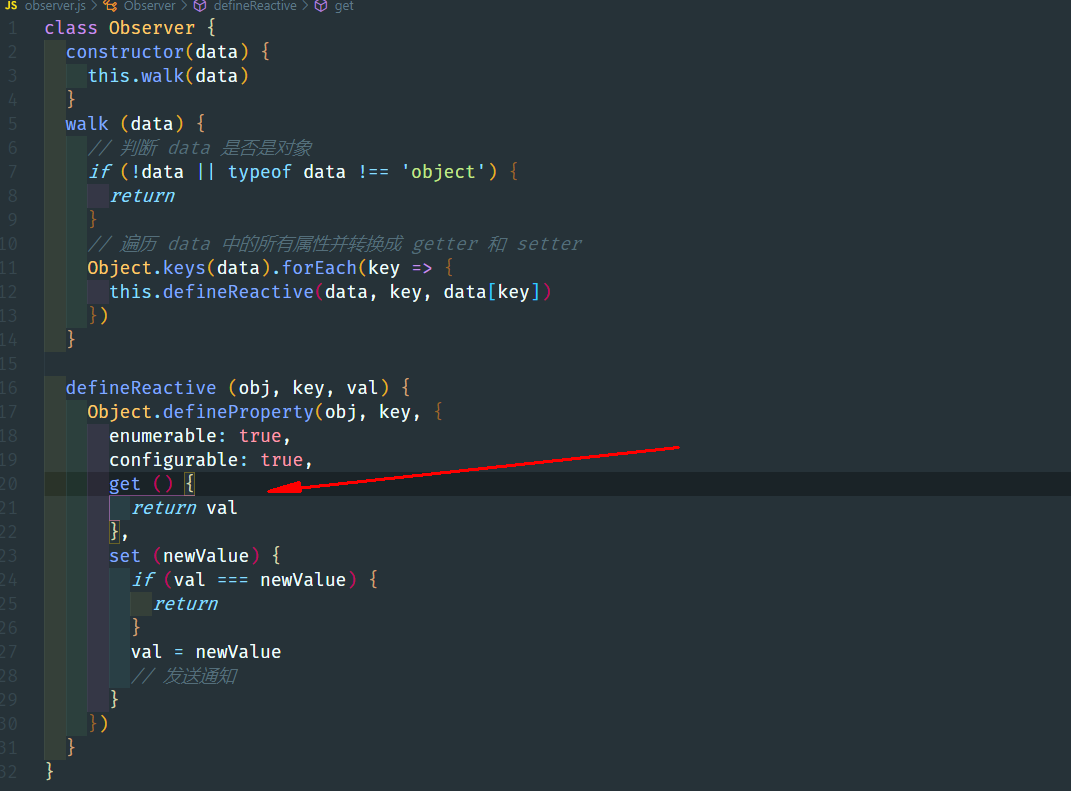 JS observer.js > Observer > defineReactive > get
1 class Observer {
2 constructor(data) {
3 this.walk(data)
4 }
5 walk (data) {
6 // 判断 data 是否是对象
7 if (!data || typeof data !== 'object') {
8 return
9 }
10 // 遍历 data 中的所有属性并转换成 getter 和 setter
11 Object.keys(data).forEach(key => {
12 this.defineReactive(data, key, data[key])
13 })
14 }
15
16 defineReactive (obj, key, val) {
17 Object.defineProperty(obj, key, {
18 enumerable: true,
19 configurable: true,
20 get () {
21 return val
22 },
23 set (newValue) {
24 if (val === newValue) {
25 return
26 }
27 val = newValue
28 // 发送通知
29 }
30 })
31 }
32 }